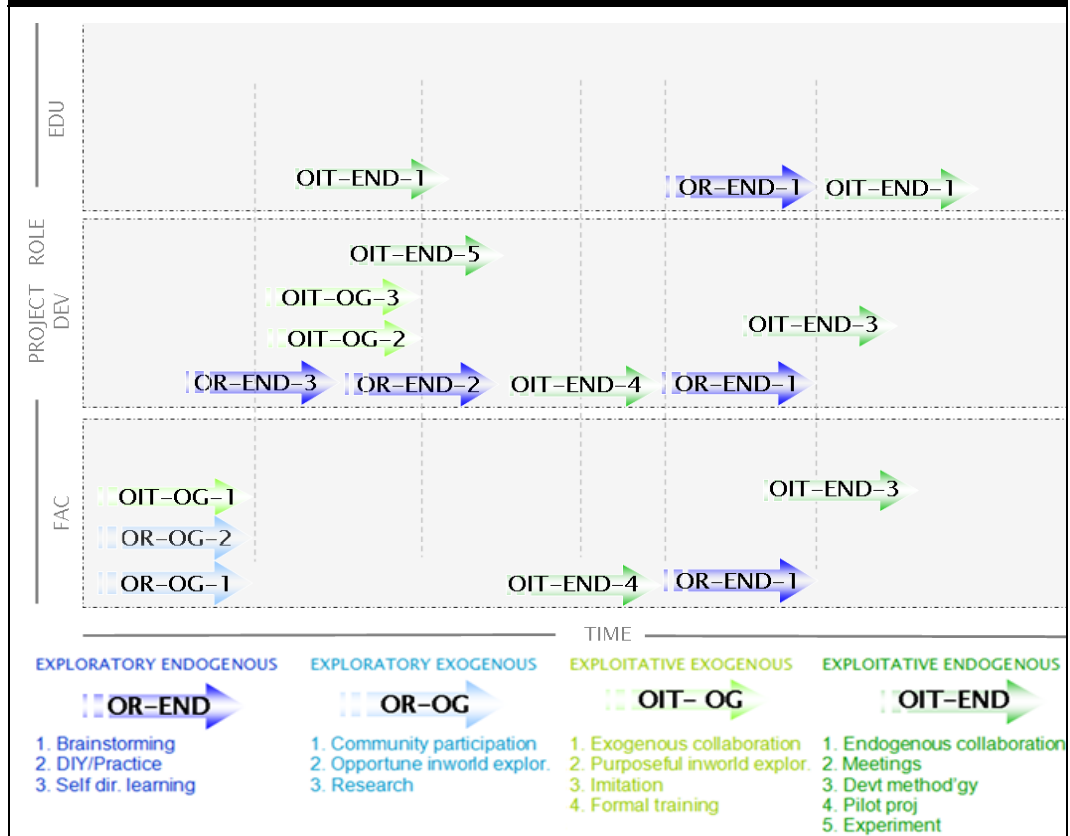 PROJECT ROLE
EDU
OIT-END-1
OR-END-1
OIT-END-1
DEV
OIT-END-5
OIT-OG-3
OIT-END-3
OIT-OG-2
OR-END-3
OR-END-2
OIT-END-4
OR-END-1
FAC
OIT-OG-1
OIT-END-3
OR-OG-2
OR-OG-1
OIT-END-4
OR-END-1
TIME
EXPLORATORY ENDOGENOUS
OR-END
1. Brainstorming
2. DIY/Practice
3. Self dir. learning
EXPLORATORY EXOGENOUS
OR-OG
1. Community participation
2. Opportune inworld explor.
3. Research
EXPLOITATIVE EXOGENOUS
OIT- OG
1. Exogenous collaboration
2. Purposeful inworld explor.
3. Imitation
4. Formal training
EXPLOITATIVE ENDOGENOUS
OIT-END
1. Endogenous collaboration
2. Meetings
3. Devt method'gy
4. Pilot proj
5. Experiment